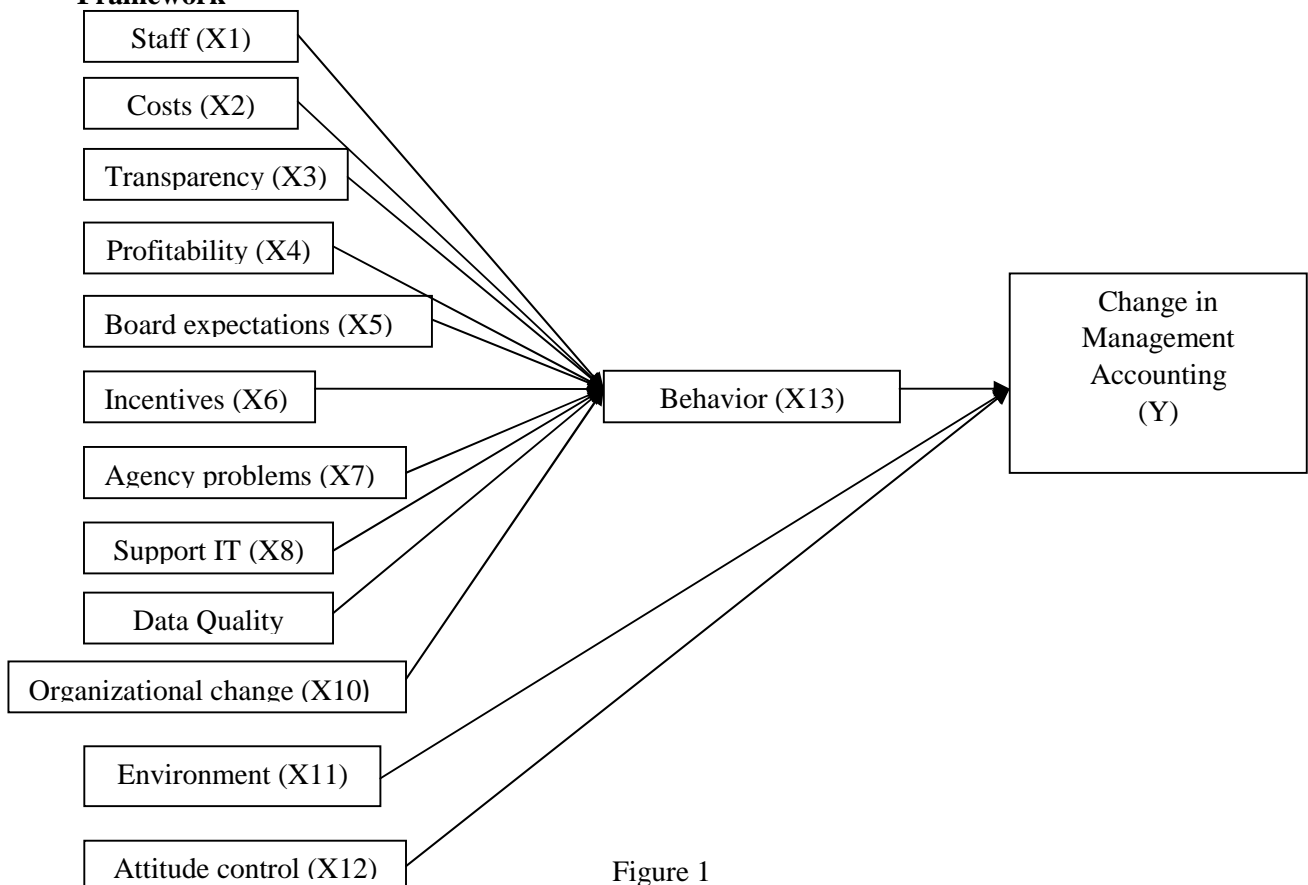 Framework
Staff (X1)
Costs (X2)
Transparency (X3)
Profitability (X4)
Board expectations (X5)
Incentives (X6)
Agency problems (X7)
Support IT (X8)
Data Quality
Organizational change (X10)
Environment (X11)
Attitude control (X12)
Behavior (X13)
Change in
Management
Accounting
(Y)
Figure 1